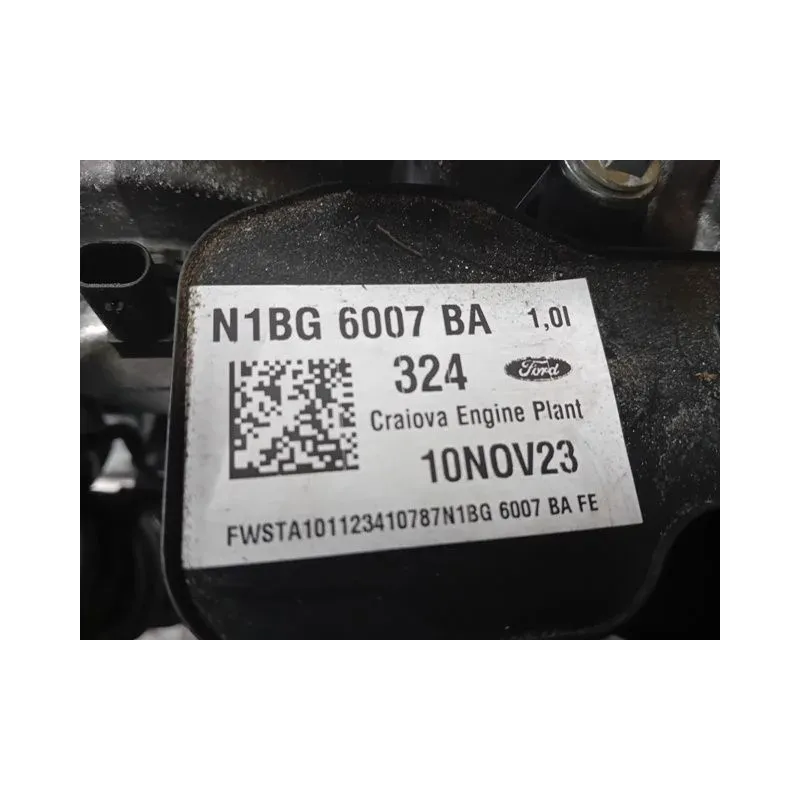 N1BG 6007 BA 1,0l
324 Ford
Craiova Engine Plant
10NOV23
FWSTA101123410787N1BG 6007 BA FE